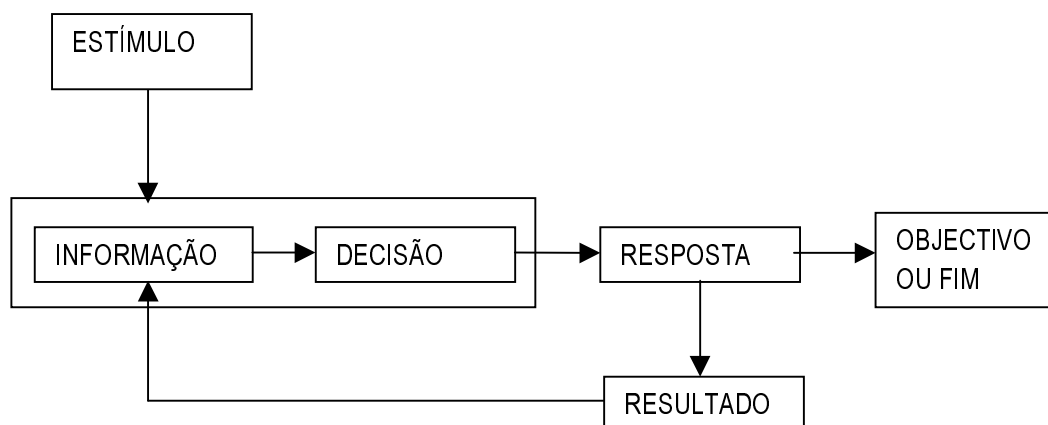 ESTÍMULO
INFORMAÇÃO
DECISÃO
RESPOSTA
OBJECTIVO
OU FIM
RESULTADO